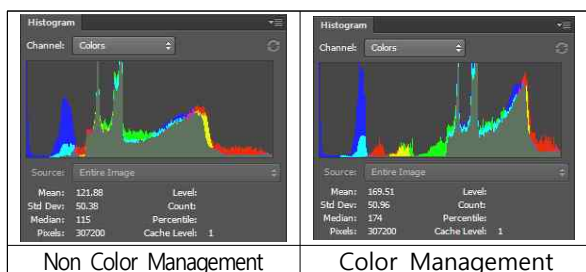 Histogram
Channel: Colors
Source: Entire Image
Mean: 121.88 Level:
Std Dev: 50.38 Count:
Median: 115 Percentile:
Pixels: 307200 Cache Level: 1
Non Color Management
Histogram
Channel: Colors
Source: Entire Image
Mean: 169.51 Level:
Std Dev: 50.96 Count:
Median: 174 Percentile:
Pixels: 307200 Cache Level: 1
Color Management